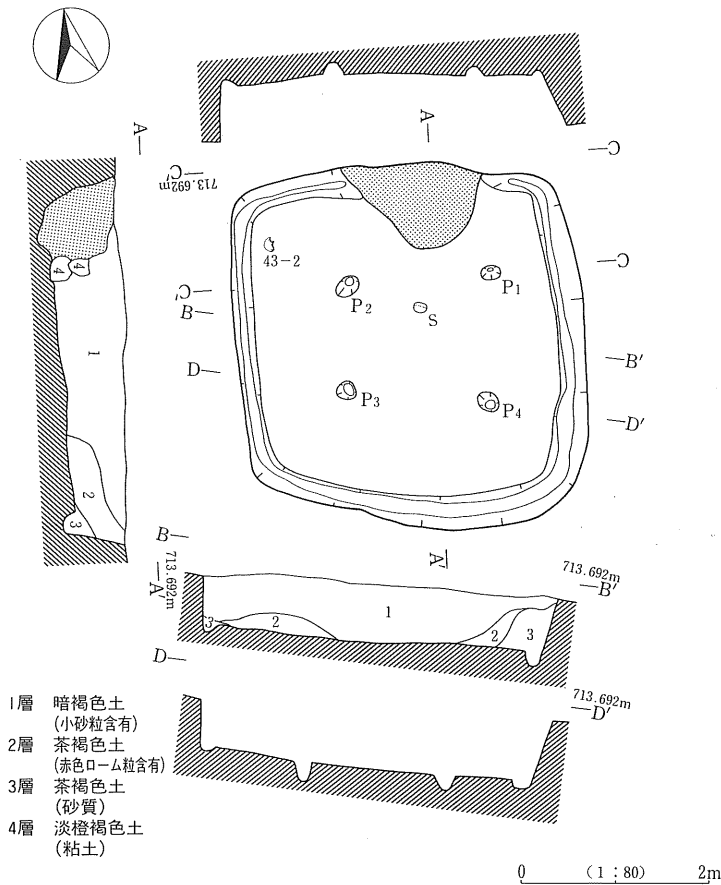 A
A
C
C'
713.692m
43-2
C
C'
P2
P1
S
B
D
B'
D'
P3
P4
4
4
1
2
3
B
A'
A'
713.692m
713.692m
B'
1
2
3
2
3
D
713.692m
D'
1層 暗褐色土
(小砂粒含有)
2層 茶褐色土
(赤色ローム粒含有)
3層 茶褐色土
(砂質)
4層 淡橙褐色土
(粘土)
0 (1:80) 2m